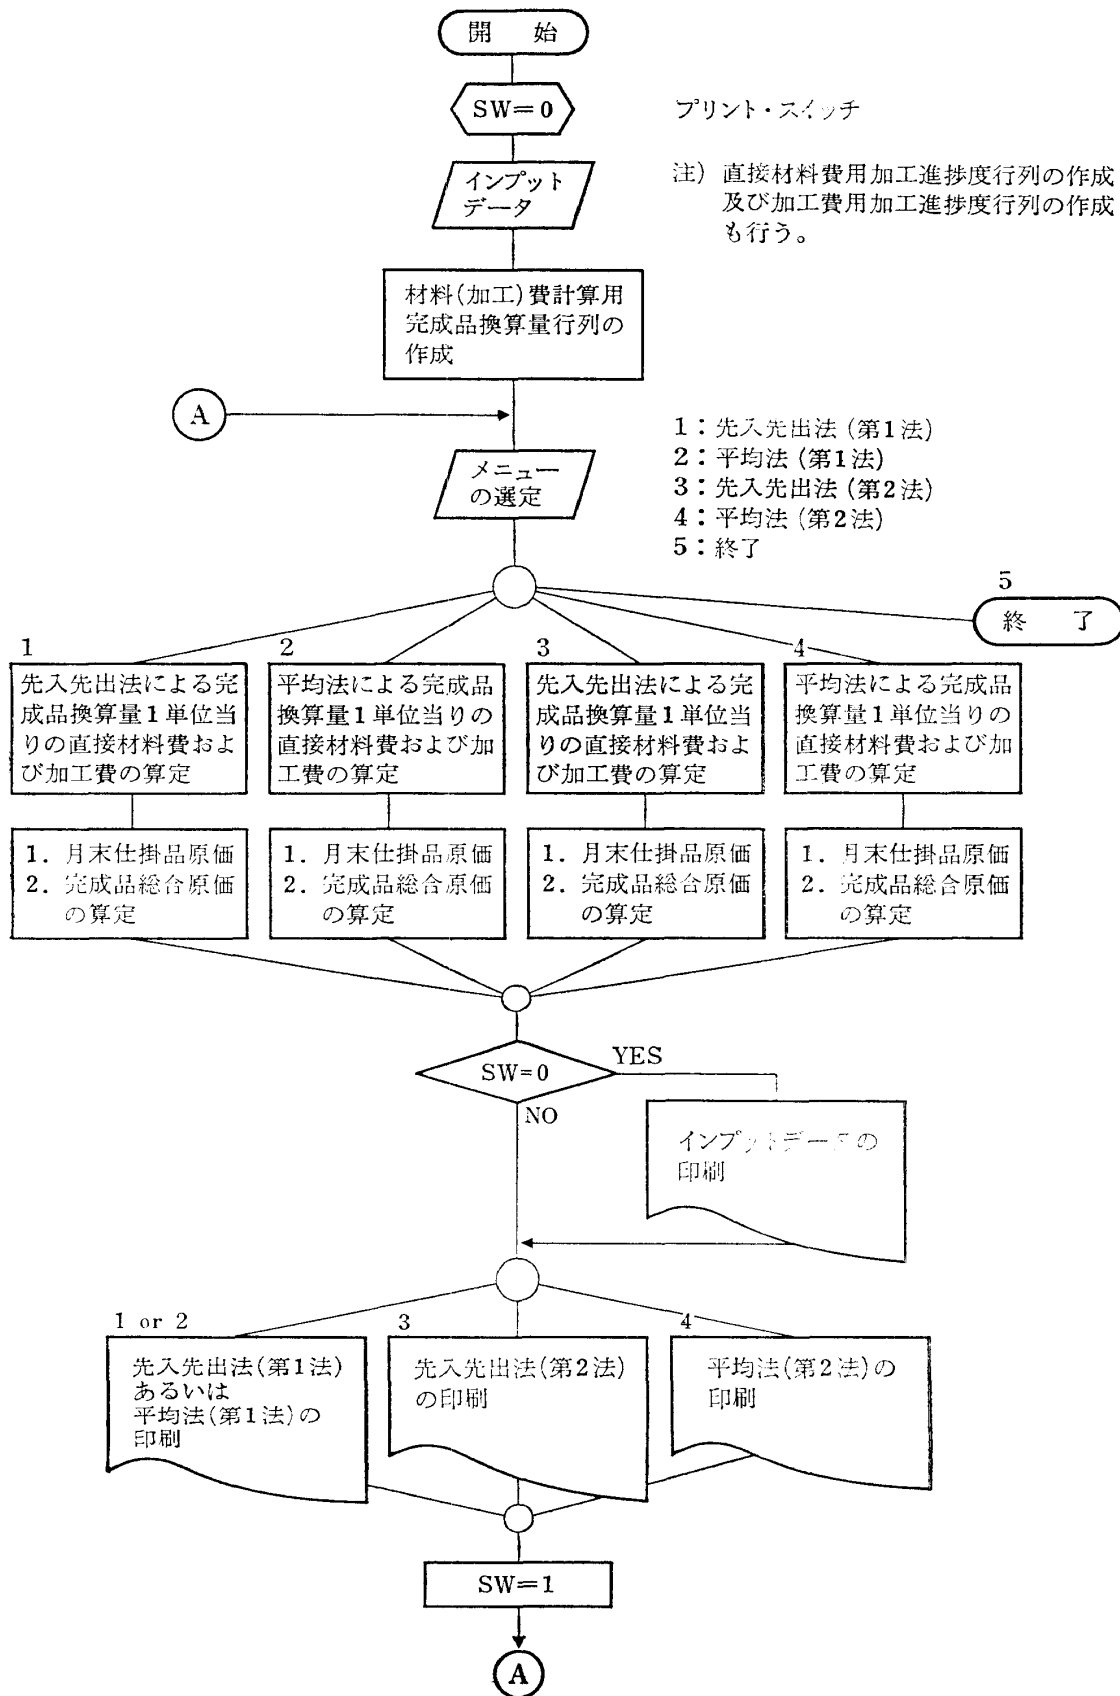 開 始
SW=0
プリント・スイッチ
インプット
データ
注) 直接材料費用加工進捗度行列の作成
及び加工費用加工進捗度行列の作成
も行う。
材料(加工)費計算用
完成品換算量行列の
作成
A
メニュー
の選定
1:先入先出法(第1法)
2:平均法(第1法)
3:先入先出法(第2法)
4:平均法(第2法)
5:終了
5
終 了
1
先入先出法による完
成品換算量1単位当
りの直接材料費およ
び加工費の算定
2
平均法による完成品
換算量1単位当りの
直接材料費および加
工費の算定
3
先入先出法による完
成品換算量1単位当
りの直接材料費およ
び加工費の算定
4
平均法による完成品
換算量1単位当りの
直接材料費および加
工費の算定
1. 月末仕掛品原価
2. 完成品総合原価
の算定
1. 月末仕掛品原価
2. 完成品総合原価
の算定
1. 月末仕掛品原価
2. 完成品総合原価
の算定
1. 月末仕掛品原価
2. 完成品総合原価
の算定
SW=0
YES
NO
インプットデータの
印刷
1 or 2
先入先出法(第1法)
あるいは
平均法(第1法)の
印刷
3
先入先出法(第2法)
の印刷
4
平均法(第2法)の
印刷
SW=1
A